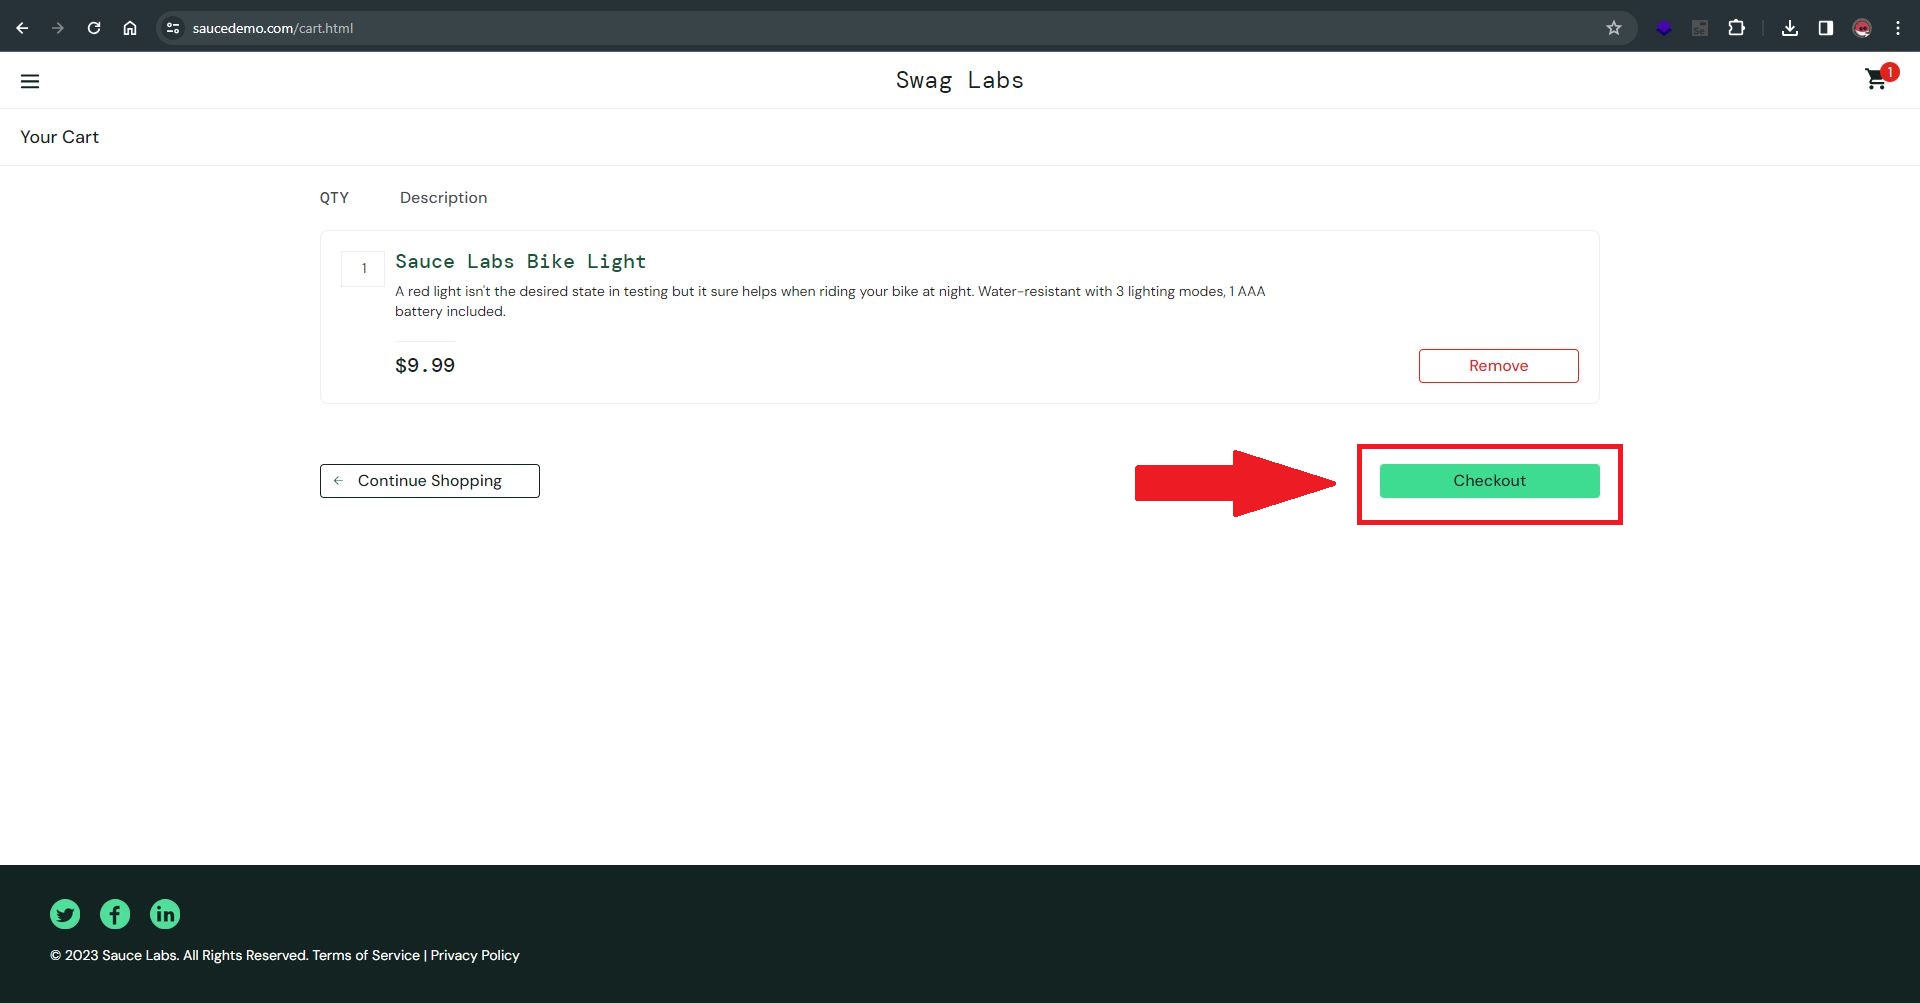 saucedemo.com/cart.html
Swag Labs
1
Your Cart
QTY Description
1
Sauce Labs Bike Light
A red light isn't the desired state in testing but it sure helps when riding your bike at night. Water-resistant with 3 lighting modes, 1 AAA
battery included.
$9.99
Remove
Continue Shopping
Checkout
© 2023 Sauce Labs. All Rights Reserved. Terms of Service | Privacy Policy